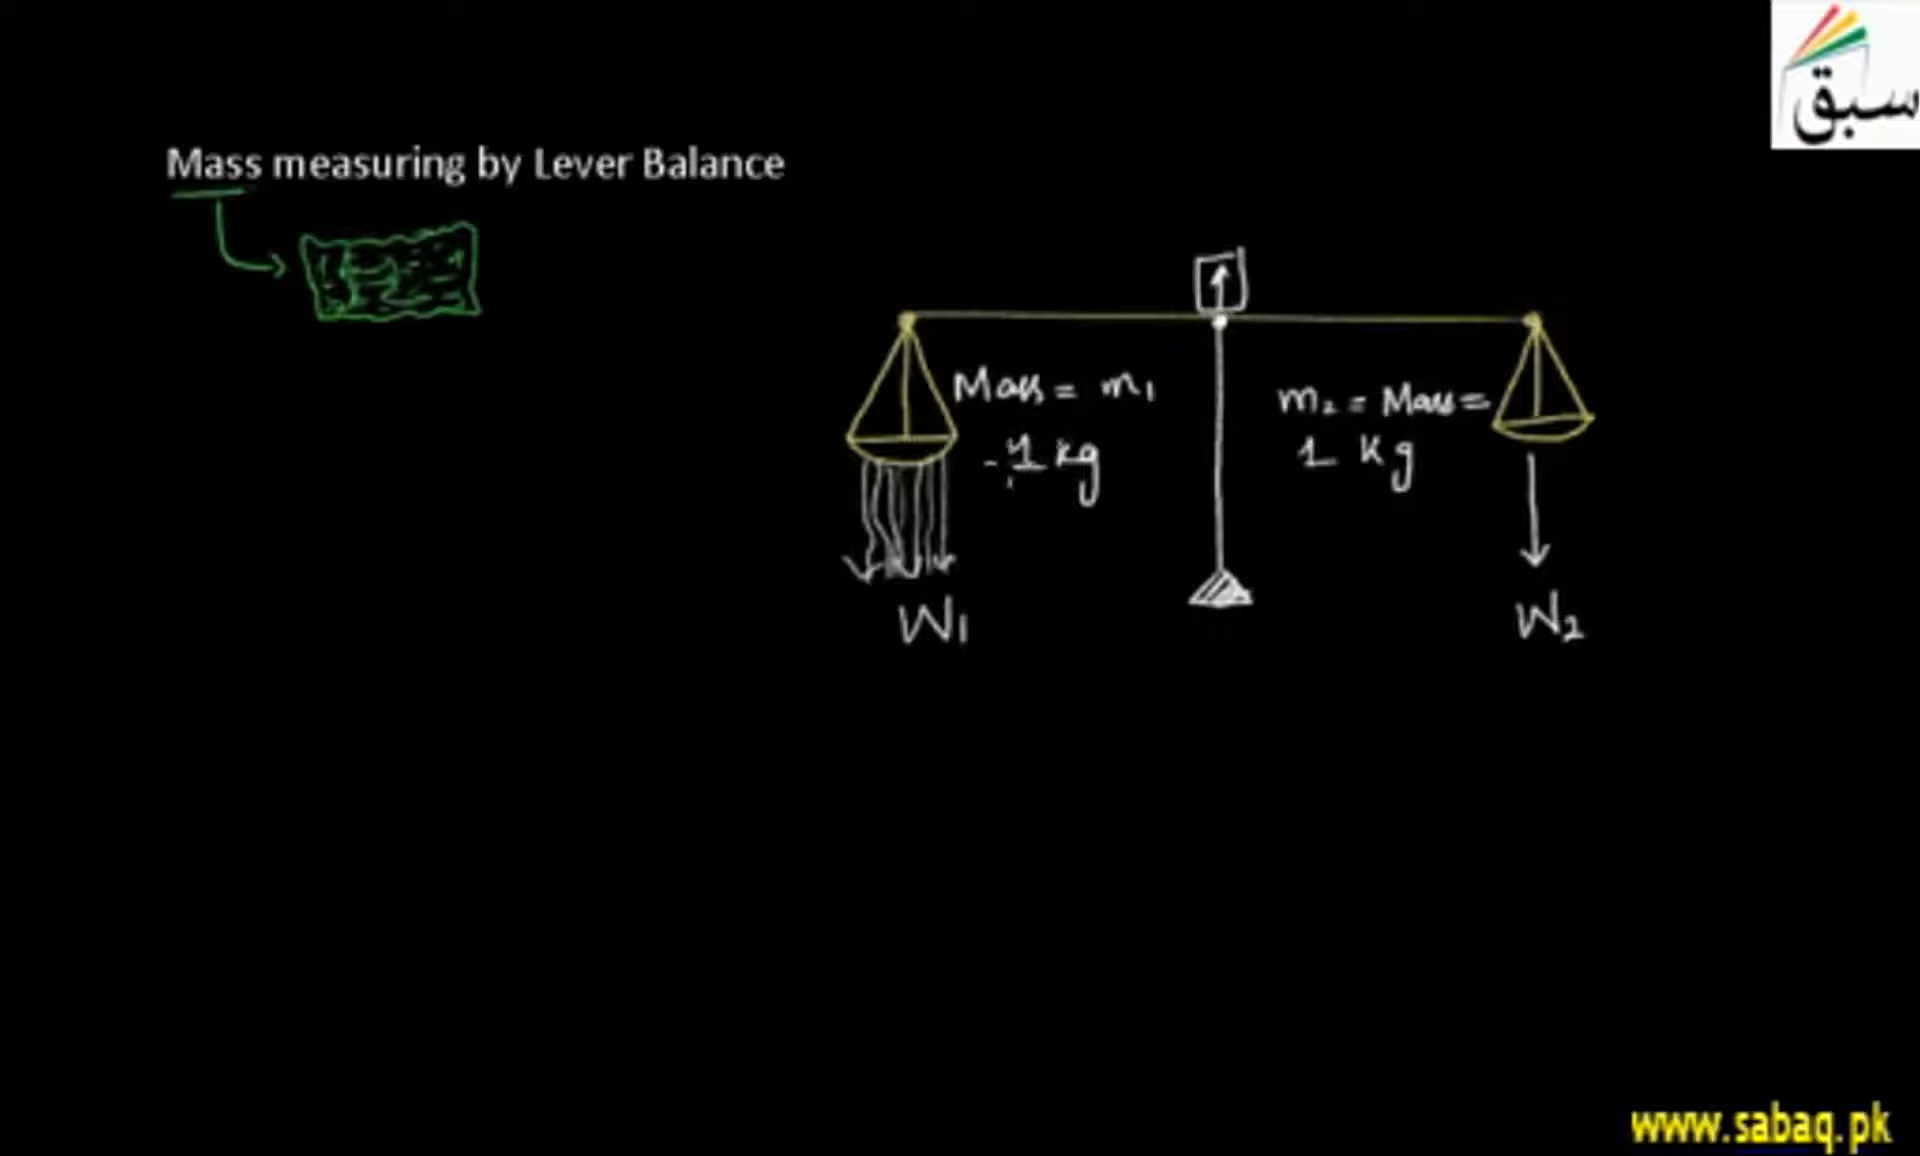 سبق
Mass measuring by Lever Balance
Mass = m₁
1 kg
m₂ = Mass =
1 Kg
W₁
W₂
www.sabaq.pk